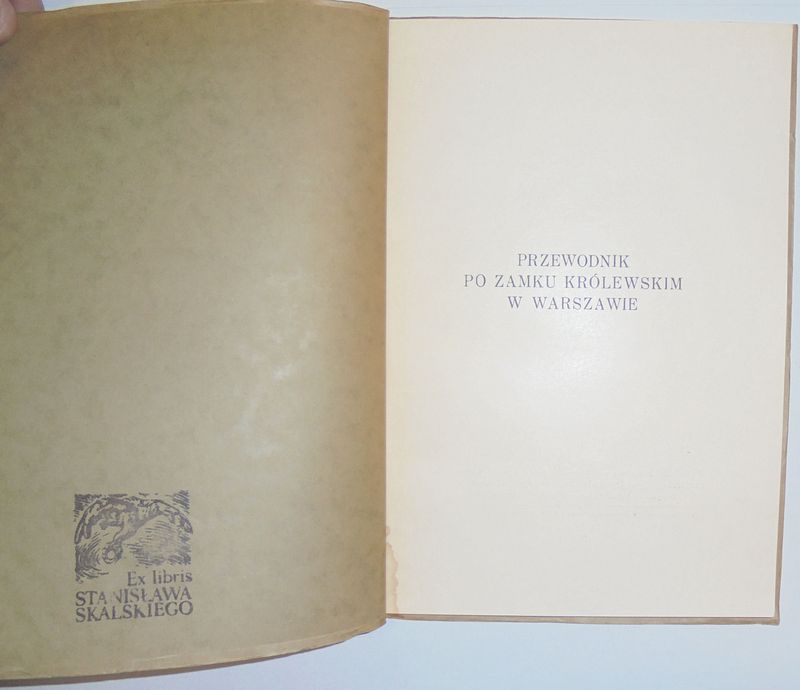 Ex libris
STANISŁAWA
SKALSKIEGO
PRZEWODNIK
PO ZAMKU KRÓLEWSKIM
W WARSZAWIE